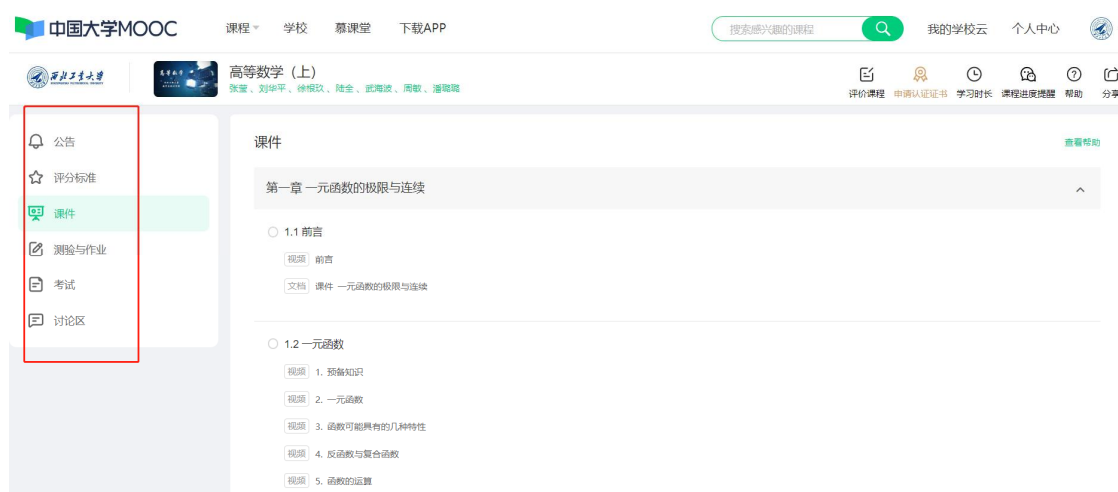 中国大学MOOC 课程 学校 慕课堂 下载APP 搜索感兴趣的课程 我的学校云 个人中心
西北工业大学 高等数学（上）
张莹、刘华平、徐根玖、陆全、武海波、周敏、潘璐璐
评价课程 申请认证证书 学习时长 课程进度提醒 帮助 分享
公告
评分标准
课件
测验与作业
考试
讨论区
课件 查看帮助
第一章 一元函数的极限与连续
1.1 前言
视频 前言
文档 课件 一元函数的极限与连续
1.2 一元函数
视频 1. 预备知识
视频 2. 一元函数
视频 3. 函数可能具有的几种特性
视频 4. 反函数与复合函数
视频 5. 函数的运算